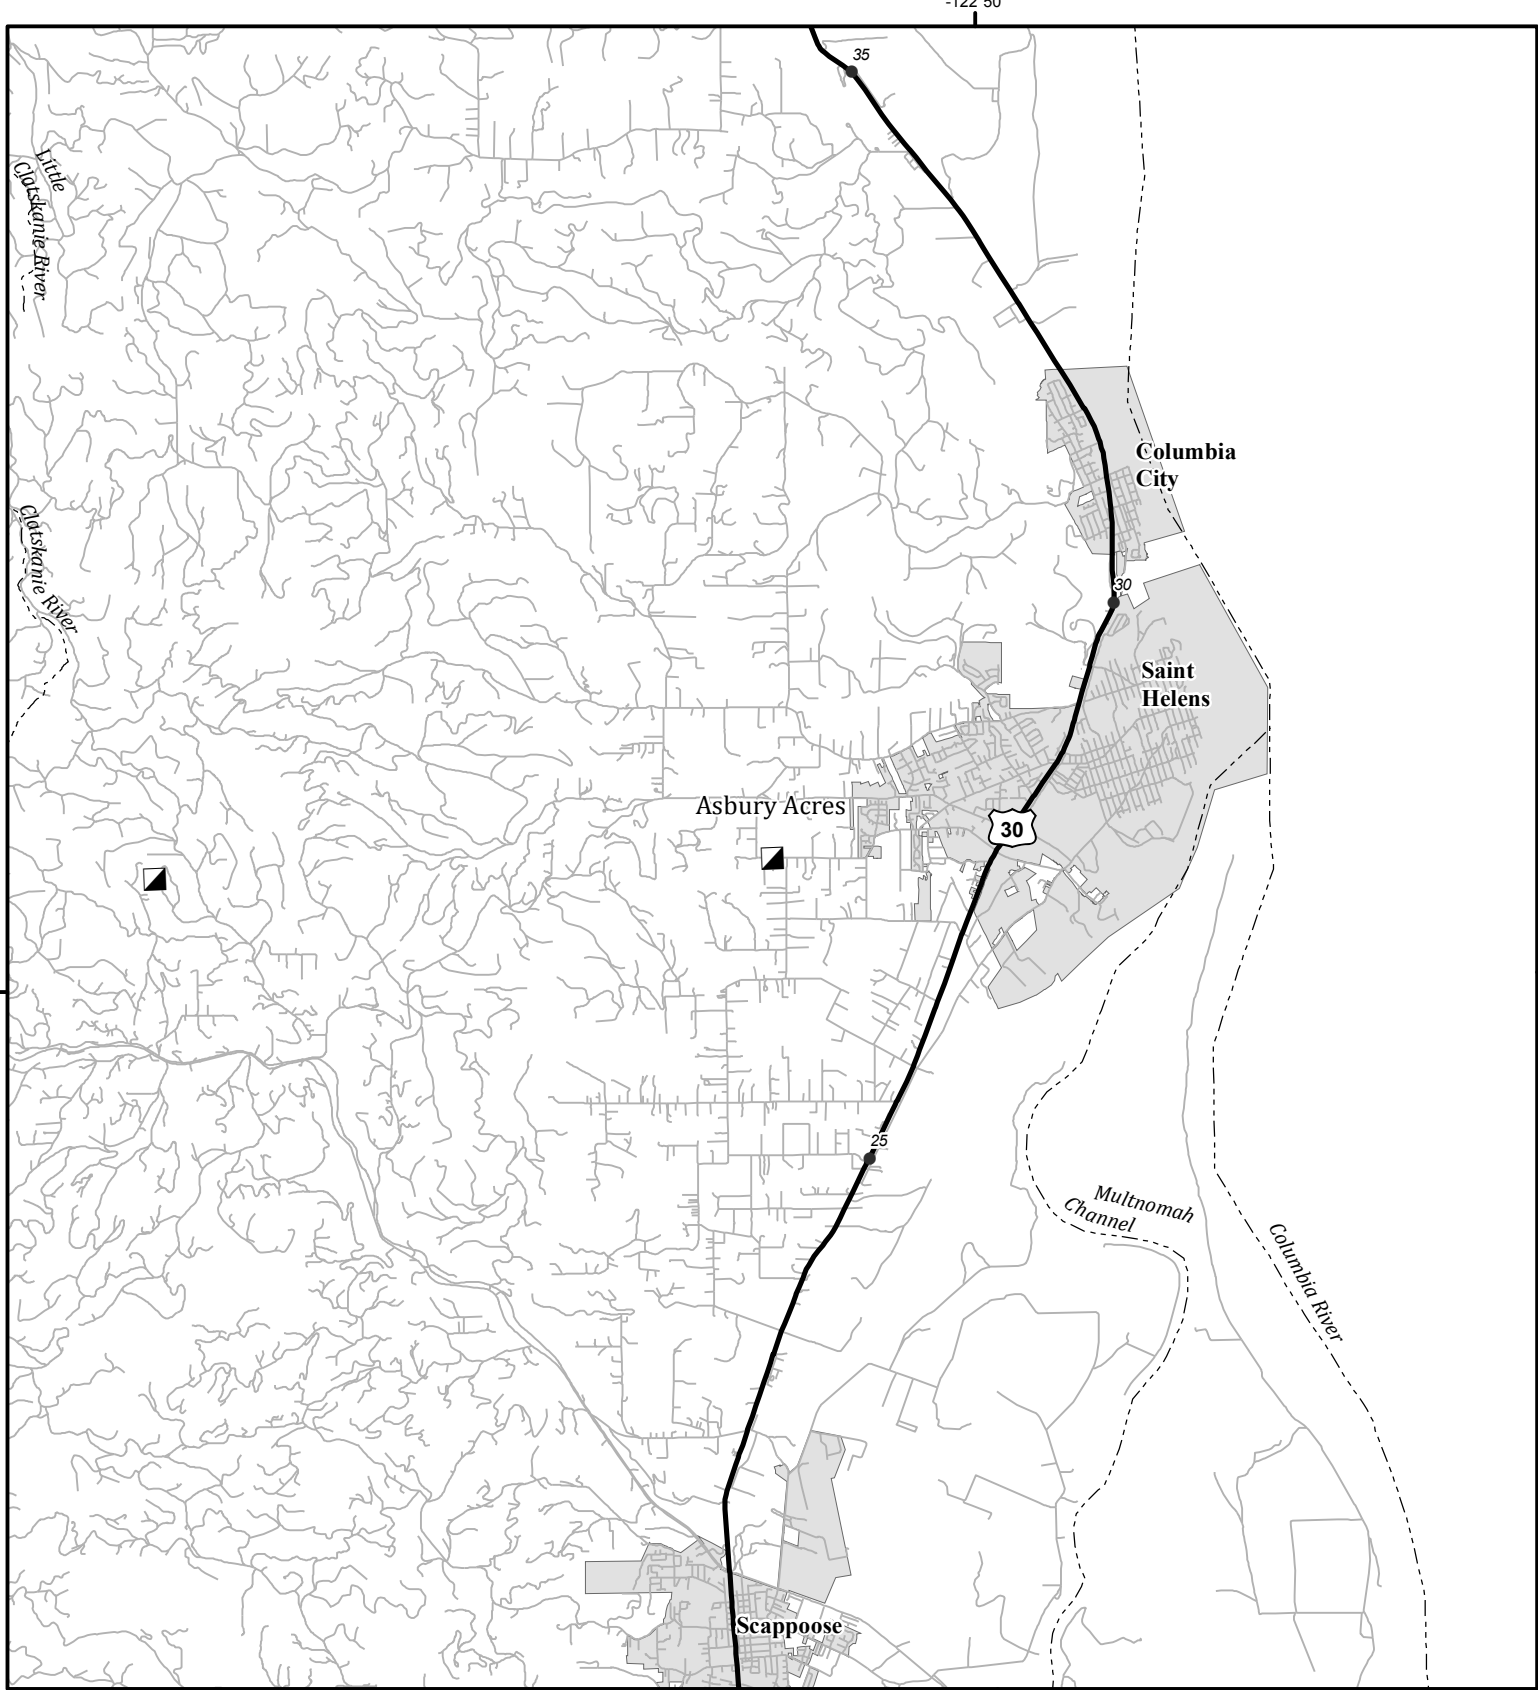 -122°50'
35
Little
Clatskanie River
Columbia
City
Clatskanie River
30
Saint
Helens
Asbury Acres
30
25
Multnomah
Channel
Columbia River
Scappoose